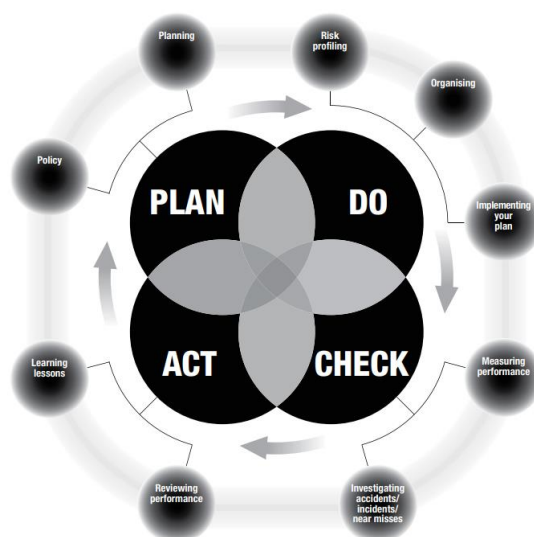 Planning
Risk
profiling
Organising
Policy
PLAN
DO
Implementing
your
plan
Learning
lessons
ACT
CHECK
Measuring
performance
Reviewing
performance
Investigating
accidents/
incidents/
near misses